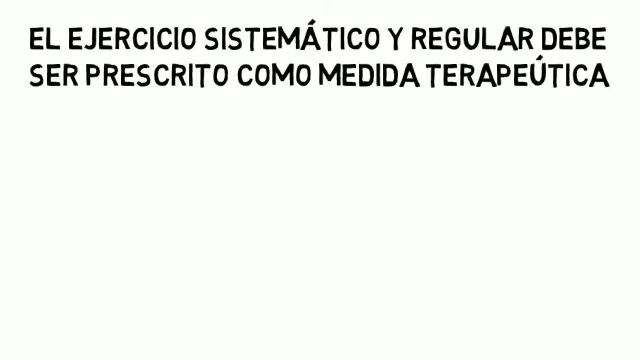 EL EJERCICIO SISTEMÁTICO Y REGULAR DEBE
SER PRESCRITO COMO MEDIDA TERAPEÚTICA